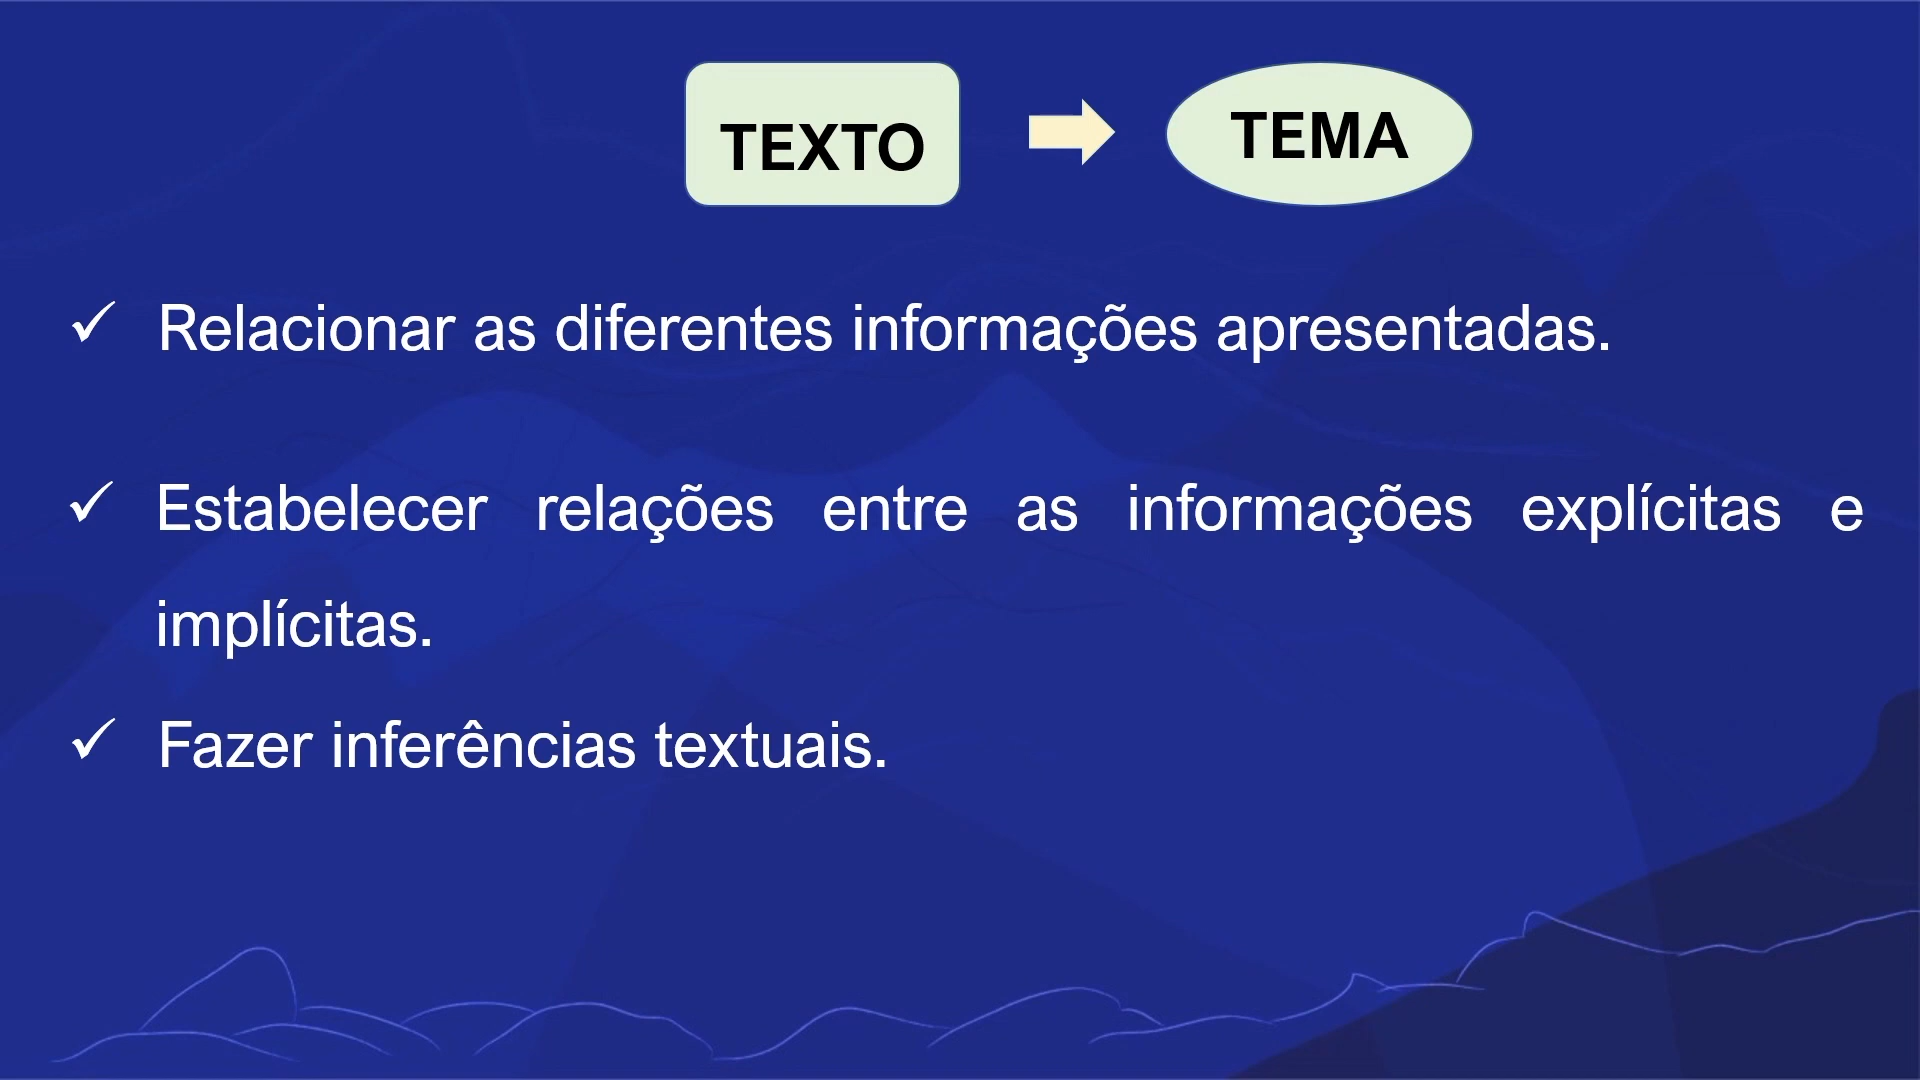 TEXTO
TEMA
✓ Relacionar as diferentes informações apresentadas.
✓ Estabelecer relações entre as informações explícitas e
implícitas.
✓ Fazer inferências textuais.